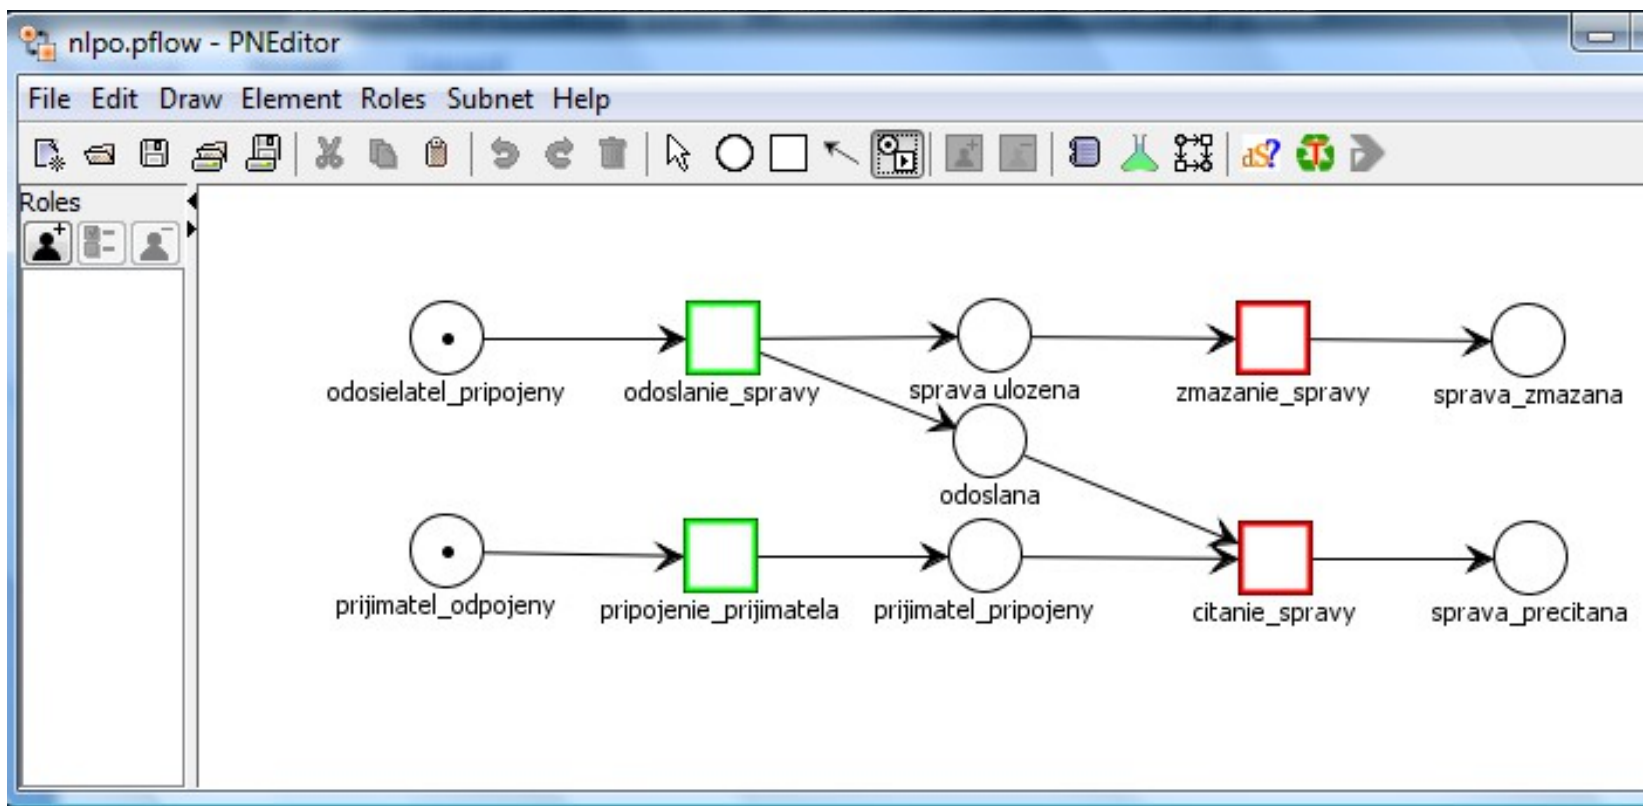 nlpo.pflow - PNEditor
File Edit Draw Element Roles Subnet Help
dS? T
Roles
odosielatel_pripojeny odoslanie_spravy sprava ulozena zmazanie_spravy sprava_zmazana
odoslana
prijimatel_odpojeny pripojenie_prijimatela prijimatel_pripojeny citanie_spravy sprava_precitana